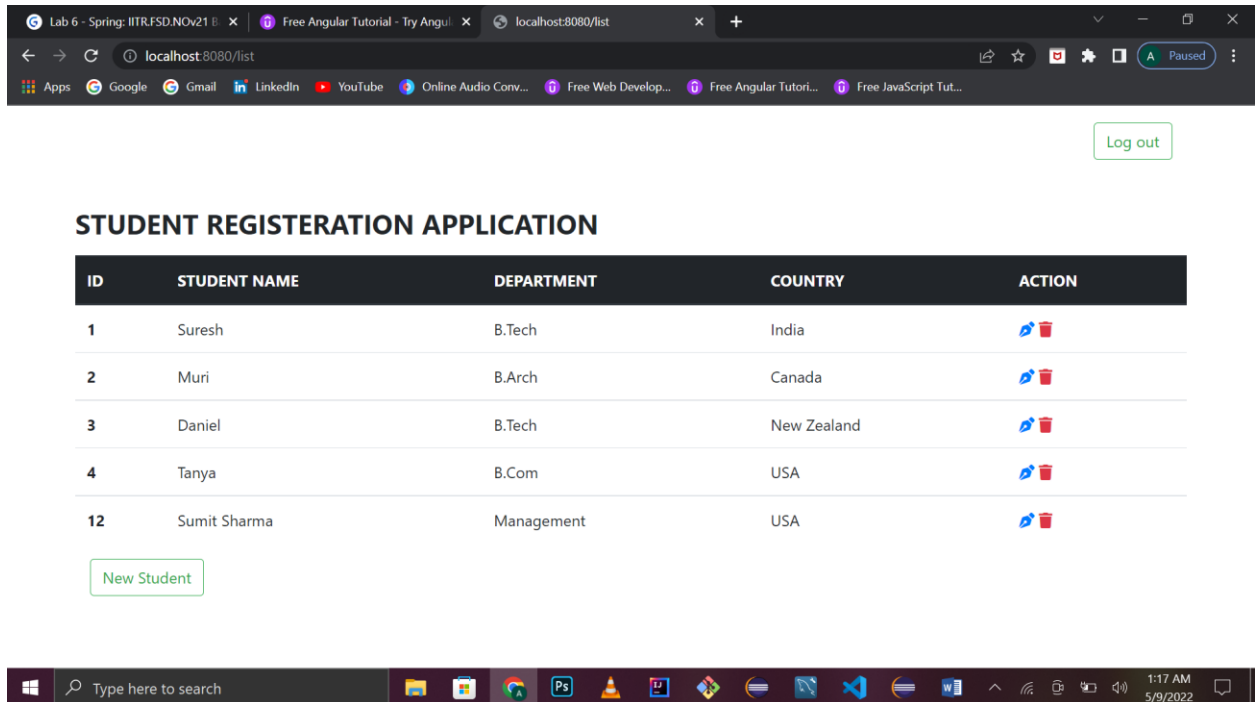 Lab 6 - Spring: IITR.FSD.NOv21 B Free Angular Tutorial - Try Angul localhost:8080/list
localhost:8080/list A Paused
Apps Google Gmail LinkedIn YouTube Online Audio Conv... Free Web Develop... Free Angular Tutori... Free JavaScript Tut...
Log out
STUDENT REGISTERATION APPLICATION
ID STUDENT NAME DEPARTMENT COUNTRY ACTION
1 Suresh B.Tech India
2 Muri B.Arch Canada
3 Daniel B.Tech New Zealand
4 Tanya B.Com USA
12 Sumit Sharma Management USA
New Student
Type here to search Ps 1:17 AM
5/9/2022